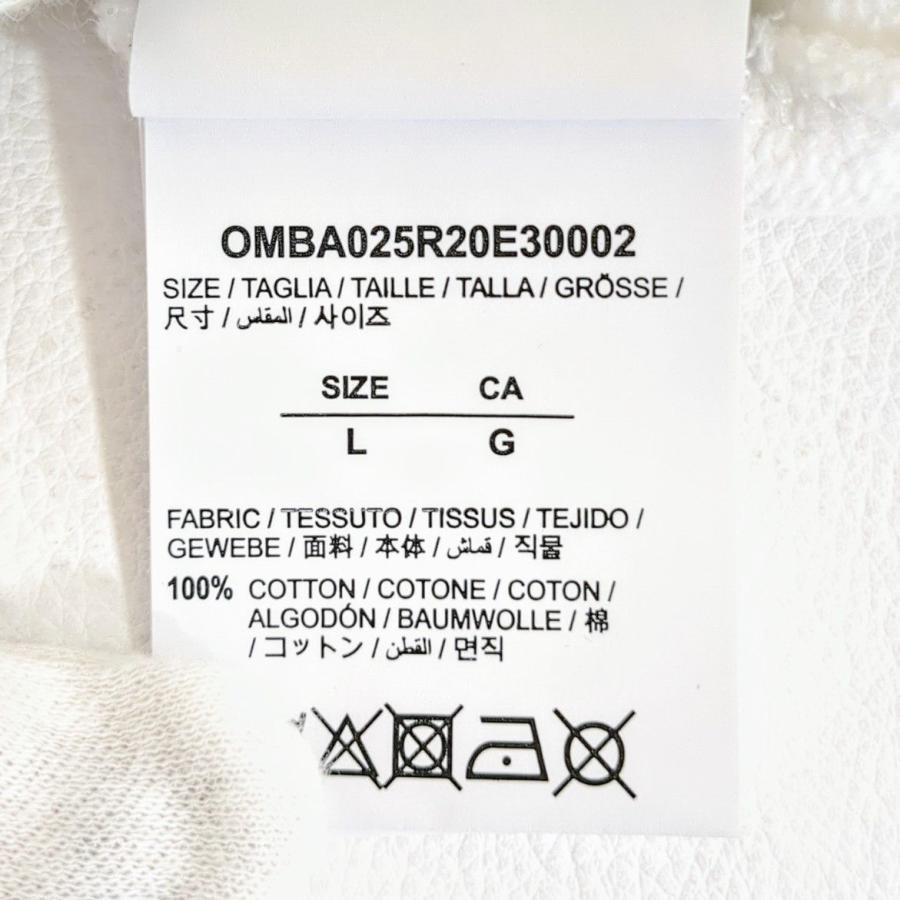 OMBA025R20E30002
SIZE / TAGLIA / TAILLE / TALLA / GRÖSSE /
尺寸 / المقاس / 사이즈
SIZE CA
L G
FABRIC / TESSUTO / TISSUS / TEJIDO /
GEWEBE / 面料 / 本体 / قماش / 직물
100% COTTON / COTONE / COTON /
ALGODÓN / BAUMWOLLE / 棉
/ コットン / القطن / 면직